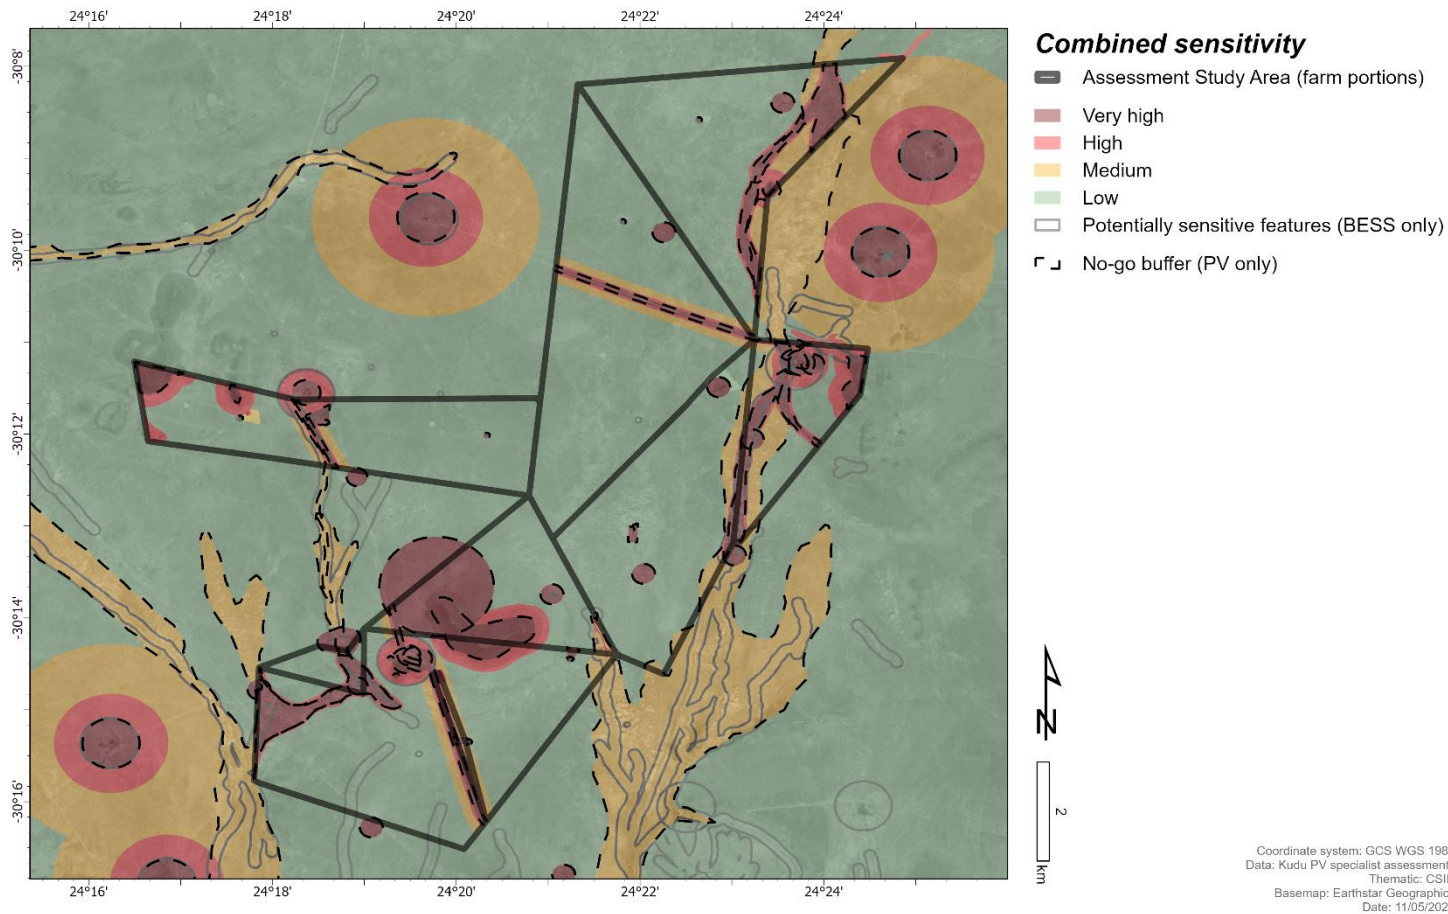 24°16' 24°18' 24°20' 24°22' 24°24'
Combined sensitivity
Assessment Study Area (farm portions)
Very high
High
Medium
Low
Potentially sensitive features (BESS only)
No-go buffer (PV only)
-30°8'
-30°10'
-30°12'
-30°14'
-30°16'
N
2
km
24°16' 24°18' 24°20' 24°22' 24°24'
Coordinate system: GCS WGS 198
Data: Kudu PV specialist assessment
Thematic: CSI
Basemap: Earthstar Geographic
Date: 11/05/202